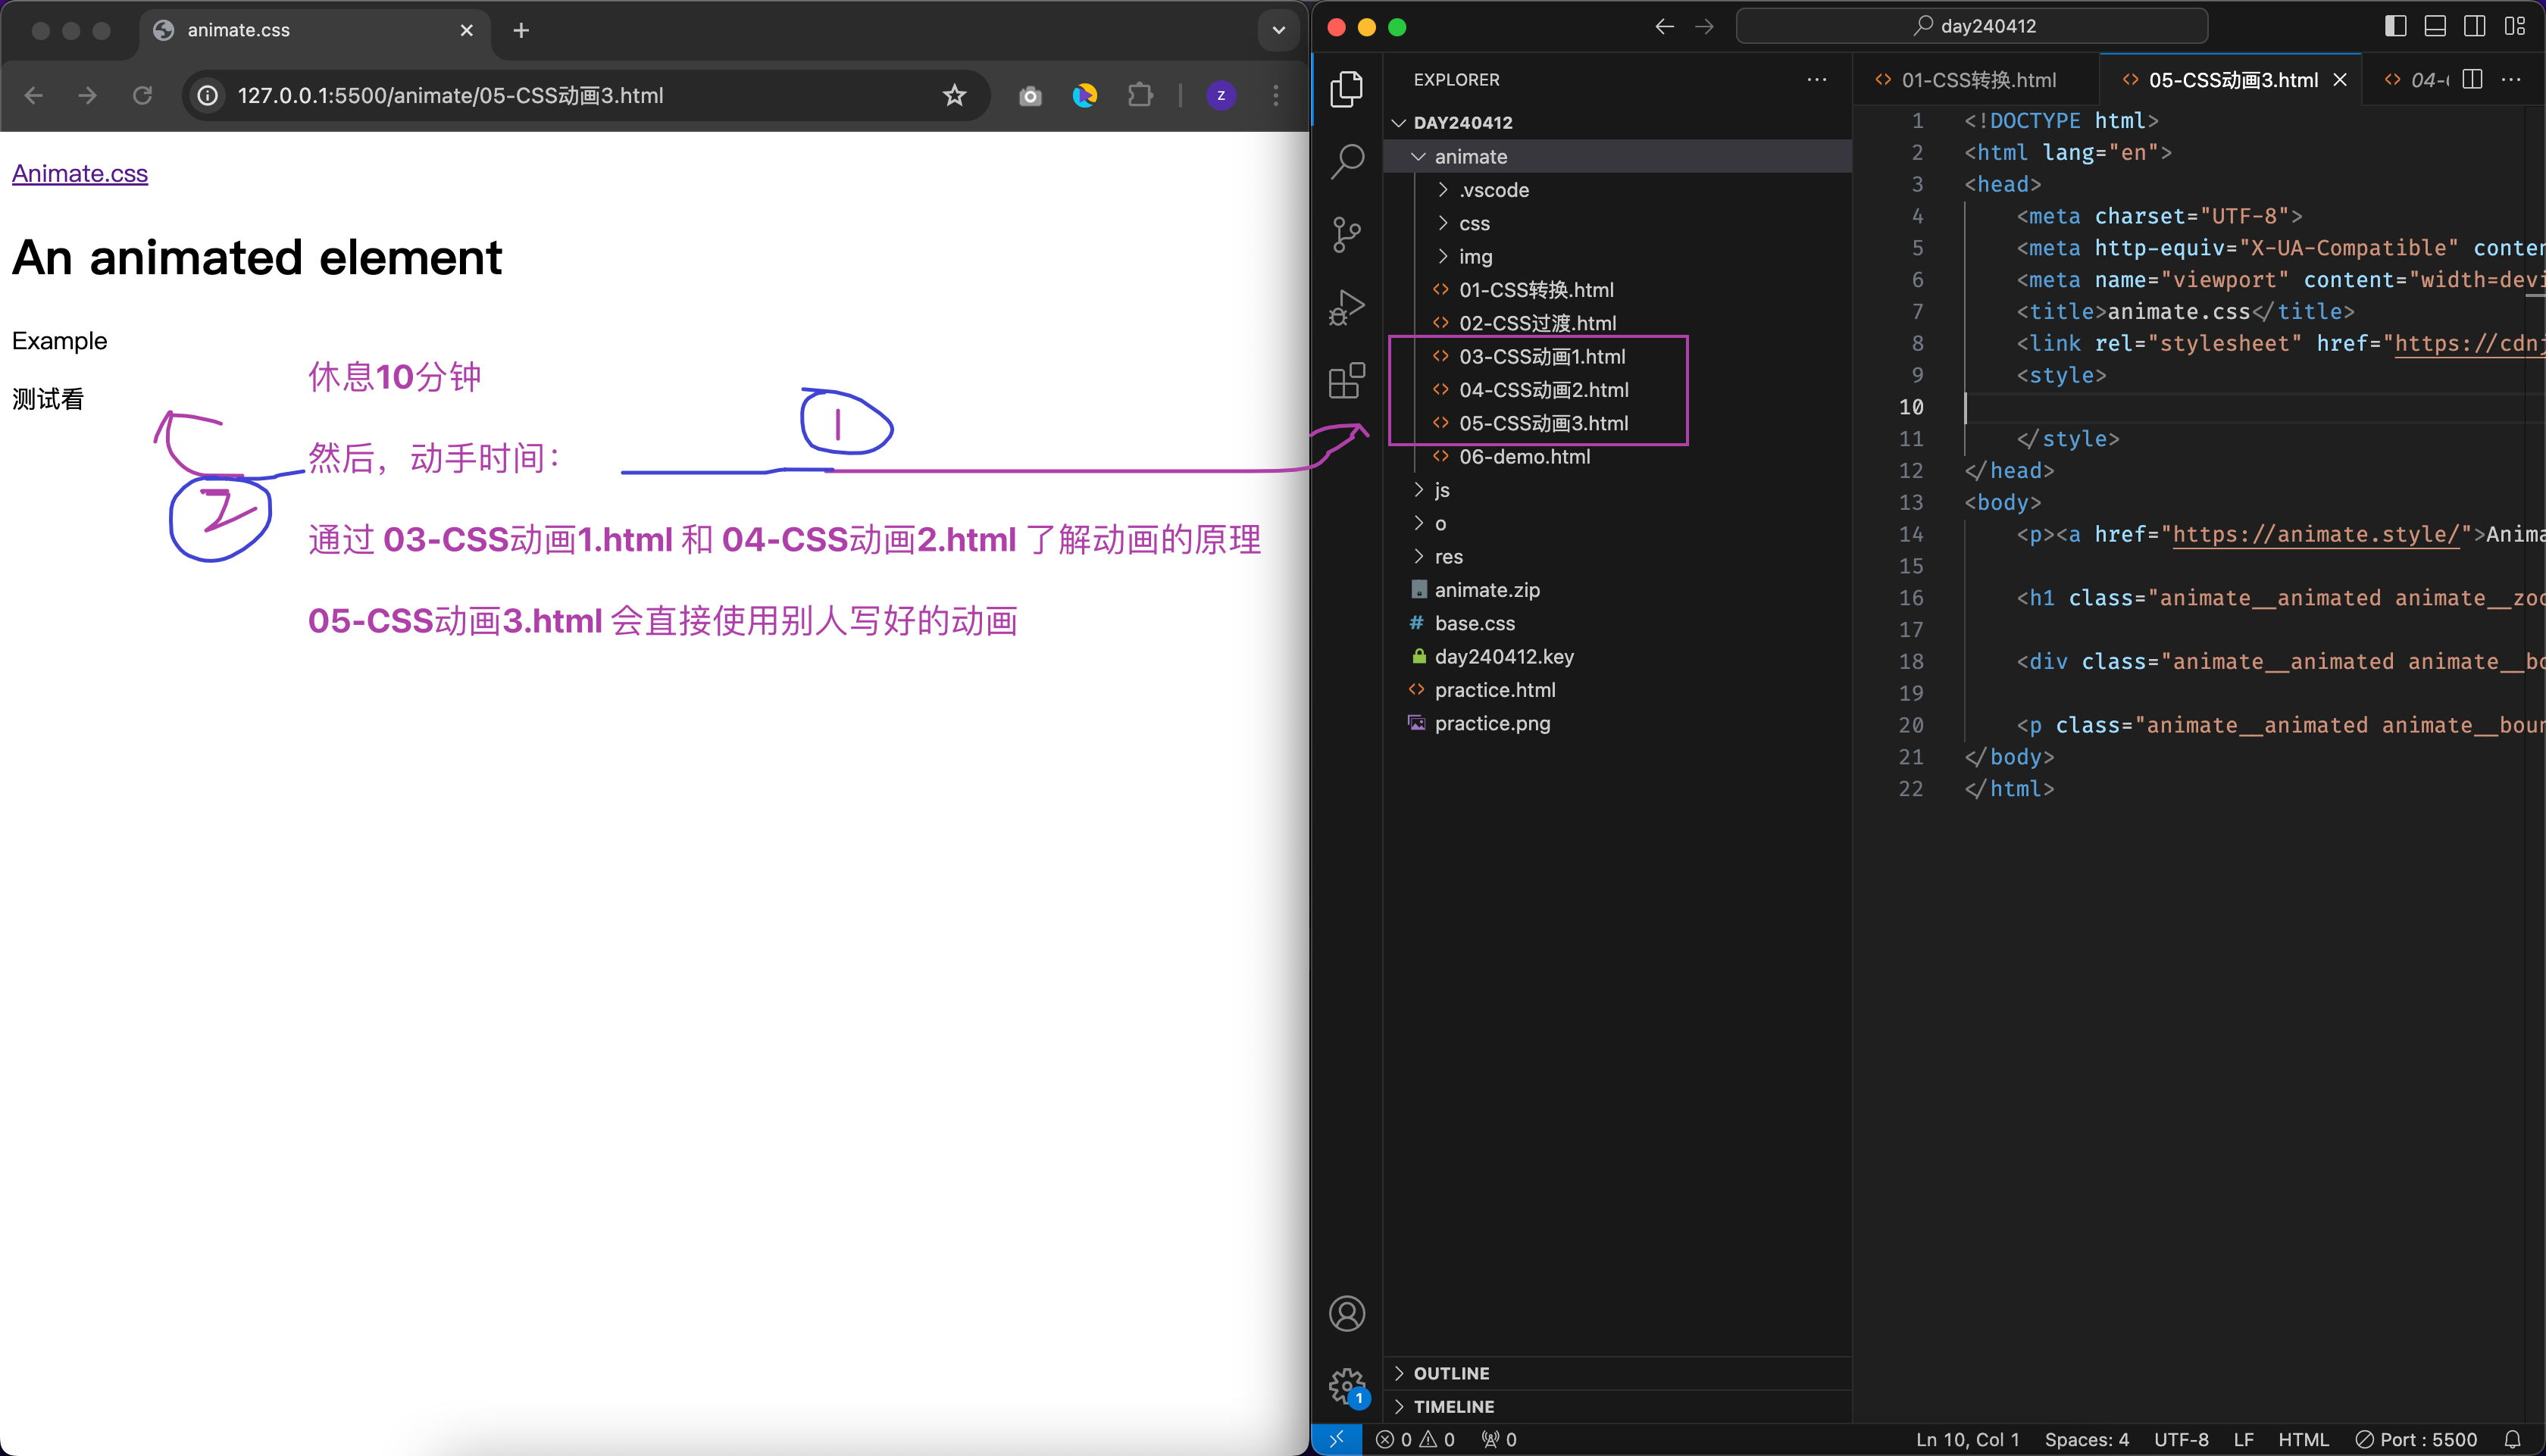 animate.css
127.0.0.1:5500/animate/05-CSS动画3.html
z
Animate.css
An animated element
Example
测试看
休息10分钟
1
然后，动手时间：
2
通过 03-CSS动画1.html 和 04-CSS动画2.html 了解动画的原理
05-CSS动画3.html 会直接使用别人写好的动画
day240412
EXPLORER
DAY240412
animate
.vscode
css
img
01-CSS转换.html
02-CSS过渡.html
03-CSS动画1.html
04-CSS动画2.html
05-CSS动画3.html
06-demo.html
js
o
res
animate.zip
# base.css
day240412.key
practice.html
practice.png
OUTLINE
TIMELINE
1
01-CSS转换.html
05-CSS动画3.html
04-
1 <!DOCTYPE html>
2 <html lang="en">
3 <head>
4 <meta charset="UTF-8">
5 <meta http-equiv="X-UA-Compatible" conten
6 <meta name="viewport" content="width=devi
7 <title>animate.css</title>
8 <link rel="stylesheet" href="https://cdnj
9 <style>
10
11 </style>
12 </head>
13 <body>
14 <p><a href="https://animate.style/">Anima
15
16 <h1 class="animate__animated animate__zoo
17
18 <div class="animate__animated animate__bo
19
20 <p class="animate__animated animate__boun
21 </body>
22 </html>
0 0 0
Ln 10, Col 1 Spaces: 4 UTF-8 LF HTML Port : 5500